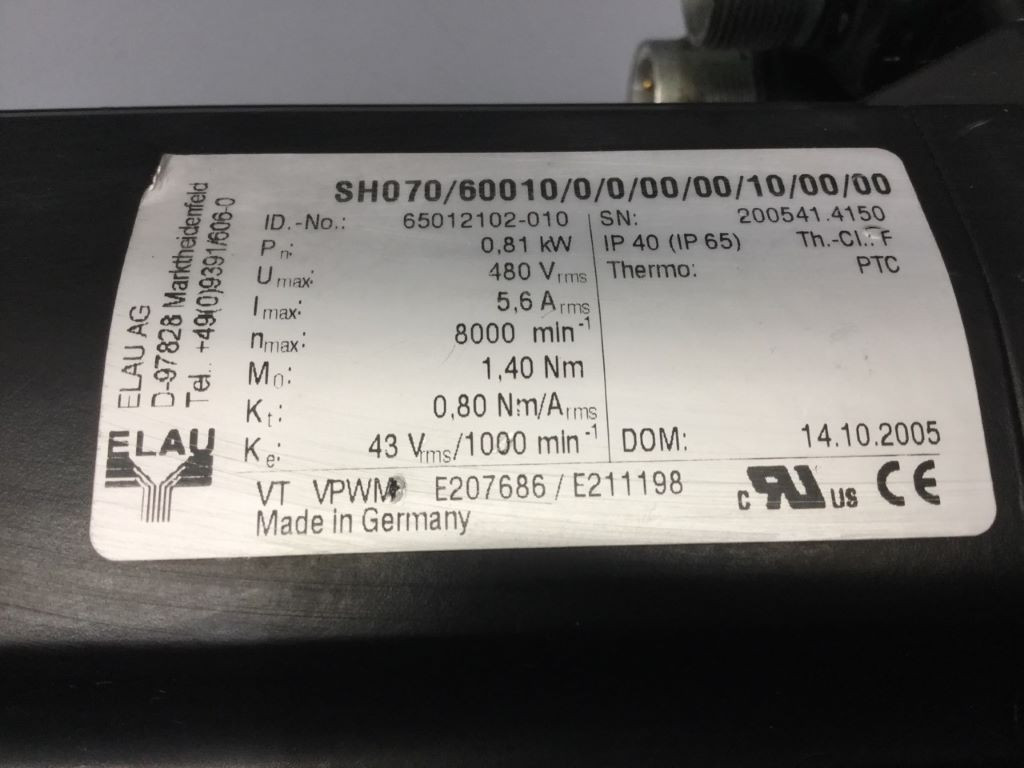 SH070/60010/0/0/00/00/10/00/00
ID.-No.: 65012102-010 SN: 200541.4150
Pn: 0,81 kW IP 40 (IP 65) Th.-Cl.: F
Umax: 480 Vrms Thermo: PTC
Imax: 5,6 Arms
nmax: 8000 min-1
M0: 1,40 Nm
Kt: 0,80 Nm/Arms
Ke: 43 Vrms/1000 min-1 DOM: 14.10.2005
VT VPWM E207686 / E211198
Made in Germany
ELAU AG
D-97828 Marktheidenfeld
Tel.: +49(0)9391/606-0
ELAU
c RU US CE